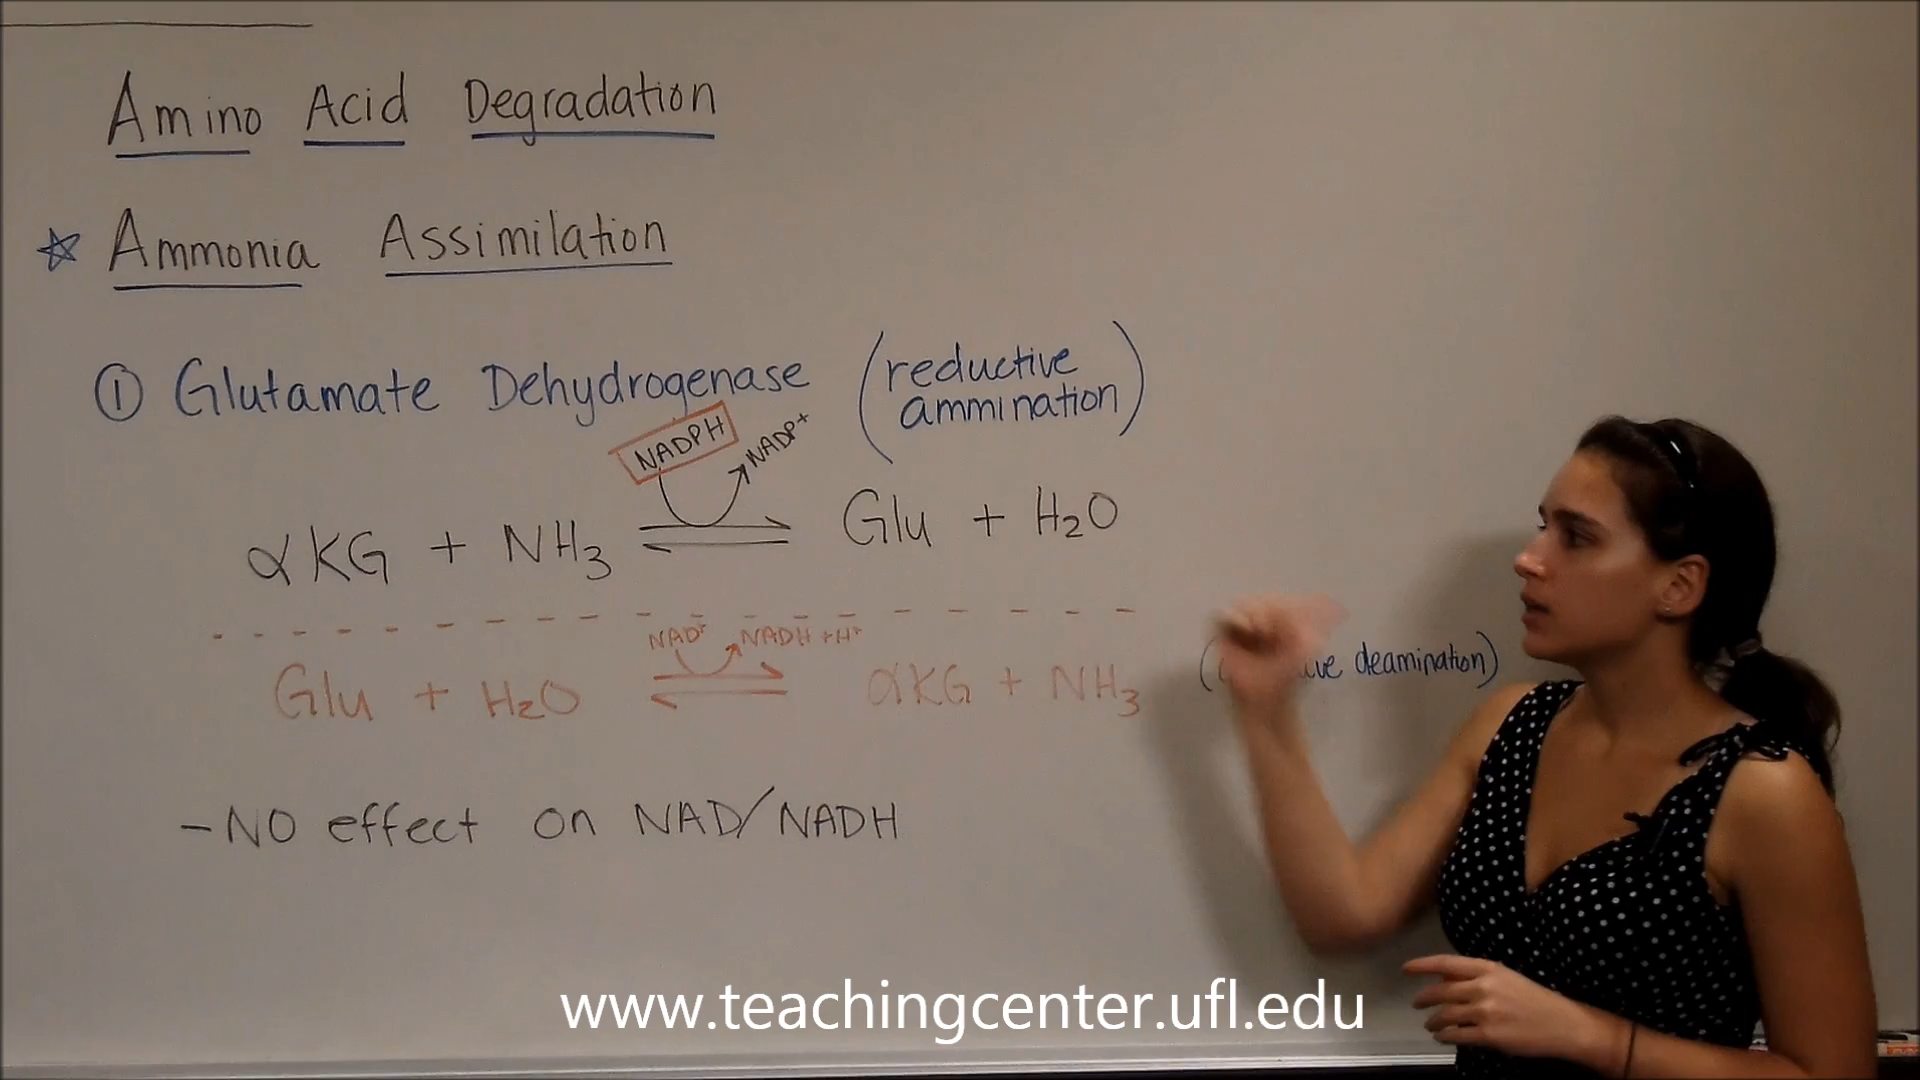 Amino Acid Degradation
☆ Ammonia Assimilation
① Glutamate Dehydrogenase (reductive
ammination)
NADPH NADP⁺
αKG + NH₃ ⇌ Glu + H₂O
NAD⁺ NADH + H⁺
Glu + H₂O ⇌ αKG + NH₃
deamination)
- NO effect on NAD/NADH
www.teachingcenter.ufl.edu